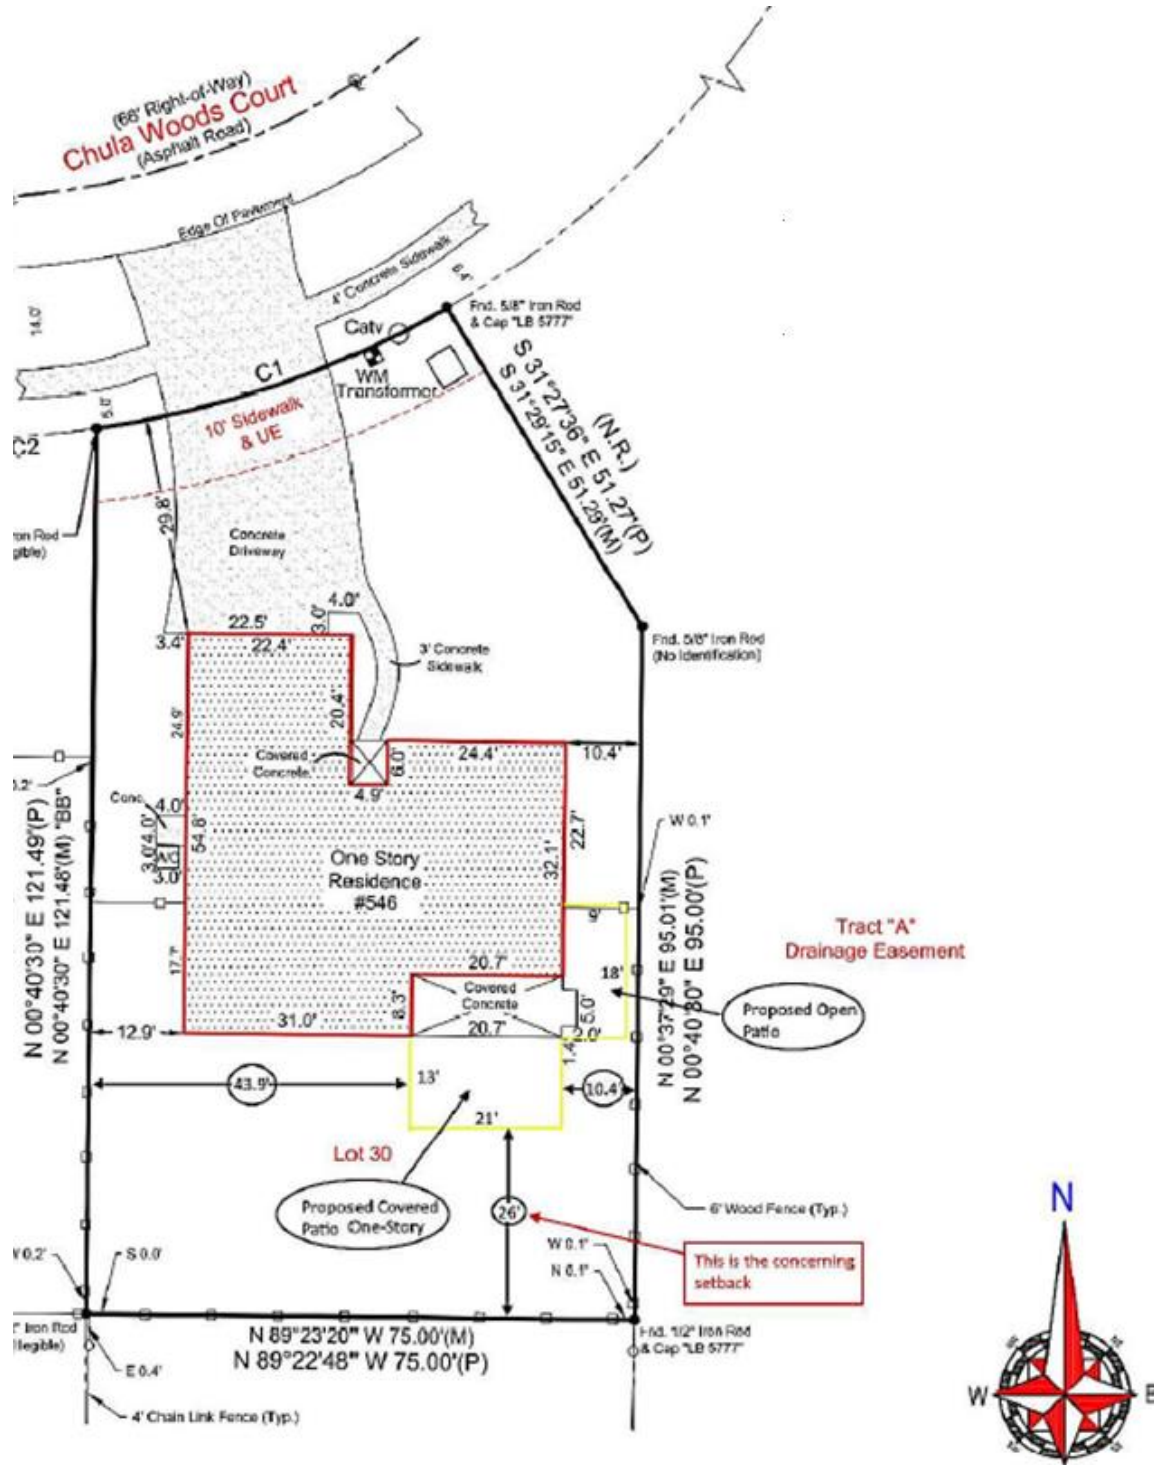 (66' Right-of-Way)
Chula Woods Court
(Asphalt Road)
Edge Of Pavement
4' Concrete Sidewalk
6.4'
14.0'
Fnd. 5/8" Iron Rod
& Cap "LB 5777"
Catv
C1
WM
Transformer
5.0'
C2
10' Sidewalk
& UE
S 31°27'36" E 51.27'(P)
S 31°29'15" E 51.29'(M)
(N.R.)
29.8'
Iron Rod
Concrete
Driveway
4.0'
3.0'
22.5'
3.4'
22.4'
3' Concrete
Sidewalk
Fnd. 5/8" Iron Rod
(No Identification)
24.9'
20.4'
Covered
Concrete
6.0'
24.4'
10.4'
4.9'
0.2'
Conc.
4.0'
4.0'
54.8'
3.0'
A/C
3.0'
22.7'
32.1'
W 0.1'
One Story
Residence
#546
N 00°40'30" E 121.49'(P)
N 00°40'30" E 121.48'(M) "BB"
9'
N 00°37'29" E 95.01'(M)
N 00°40'30" E 95.00'(P)
Tract "A"
Drainage Easement
17.7'
20.7'
18'
Covered
Concrete
8.3'
5.0'
Proposed Open
Patio
12.9'
31.0'
20.7'
2.0'
1.4'
43.9'
13'
10.4'
21'
Lot 30
Proposed Covered
Patio One-Story
26'
6' Wood Fence (Typ.)
N
W 0.2'
S 0.0'
W 0.1'
N 0.1'
This is the concerning
setback
Iron Rod
N 89°23'20" W 75.00'(M)
N 89°22'48" W 75.00'(P)
Fnd. 1/2" Iron Rod
& Cap "LB 5777"
E 0.4'
4' Chain Link Fence (Typ.)
W
E